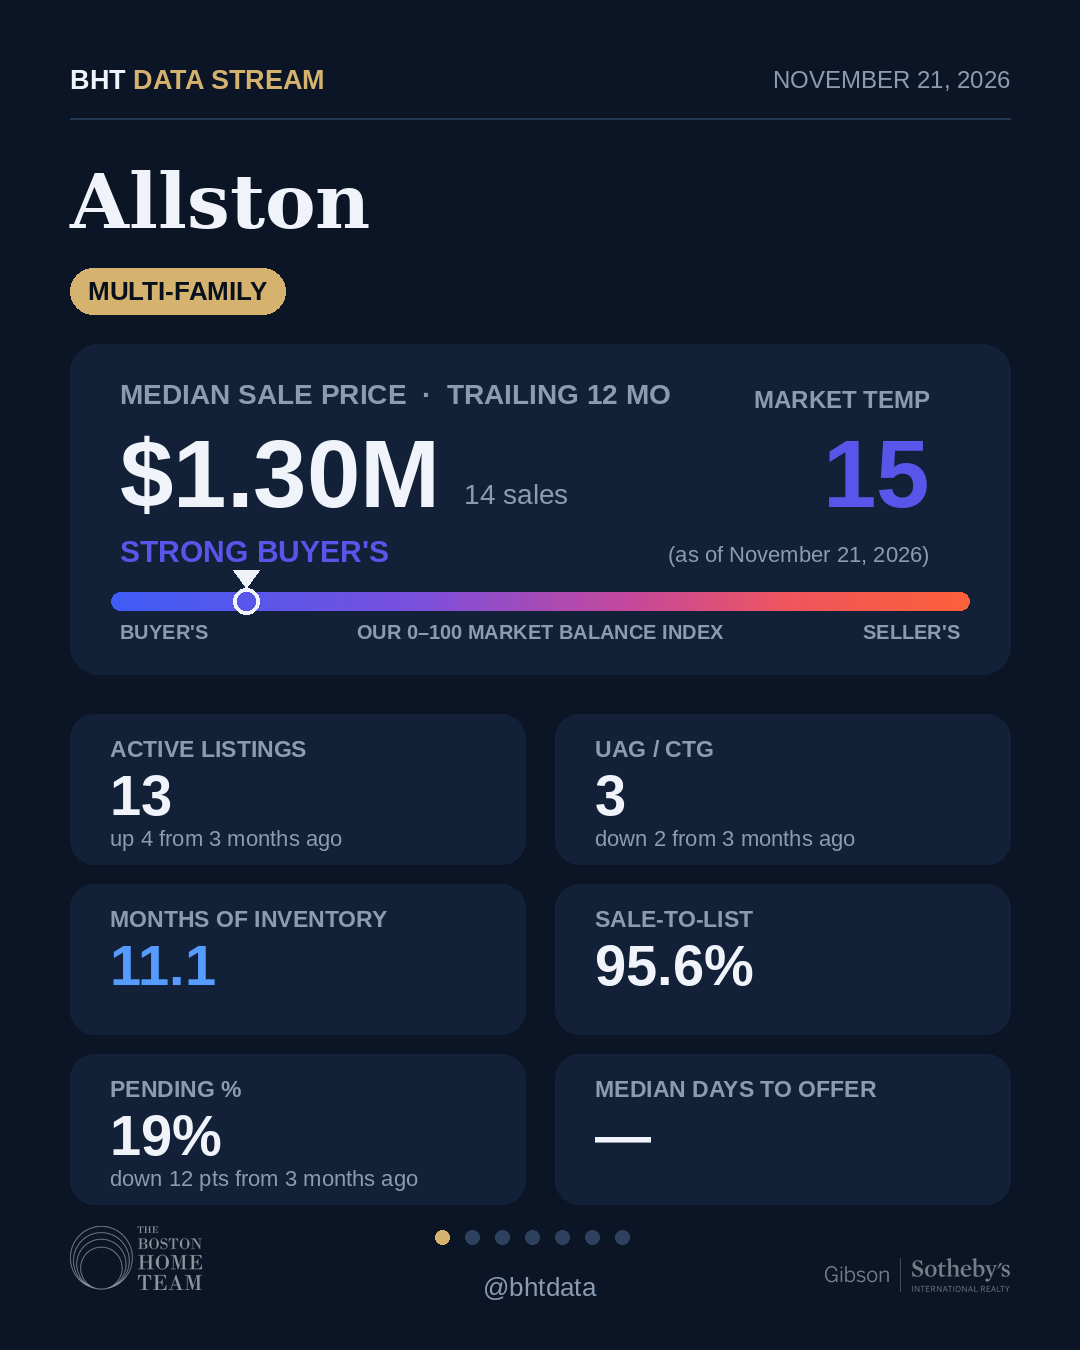 BHT DATA STREAM
NOVEMBER 21, 2026
Allston
MULTI-FAMILY
MEDIAN SALE PRICE · TRAILING 12 MO
MARKET TEMP
$1.30M 14 sales
15
STRONG BUYER'S
(as of November 21, 2026)
BUYER'S
OUR 0–100 MARKET BALANCE INDEX
SELLER'S
ACTIVE LISTINGS
13
up 4 from 3 months ago
UAG / CTG
3
down 2 from 3 months ago
MONTHS OF INVENTORY
11.1
SALE-TO-LIST
95.6%
PENDING %
19%
down 12 pts from 3 months ago
MEDIAN DAYS TO OFFER
—
THE
BOSTON
HOME
TEAM
@bhtdata
Gibson
Sotheby's
INTERNATIONAL REALTY